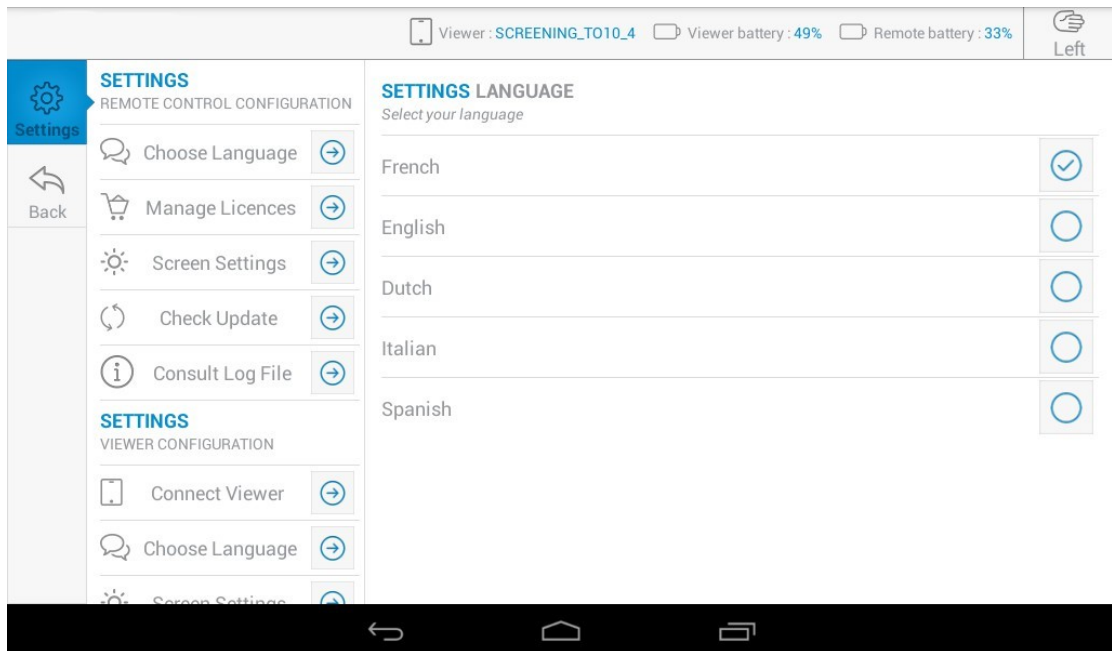 Viewer : SCREENING_TO10_4 Viewer battery : 49% Remote battery : 33%
Left
Settings
Back
SETTINGS
REMOTE CONTROL CONFIGURATION
Choose Language
Manage Licences
Screen Settings
Check Update
Consult Log File
SETTINGS
VIEWER CONFIGURATION
Connect Viewer
Choose Language
Screen Settings
SETTINGS LANGUAGE
Select your language
French
English
Dutch
Italian
Spanish